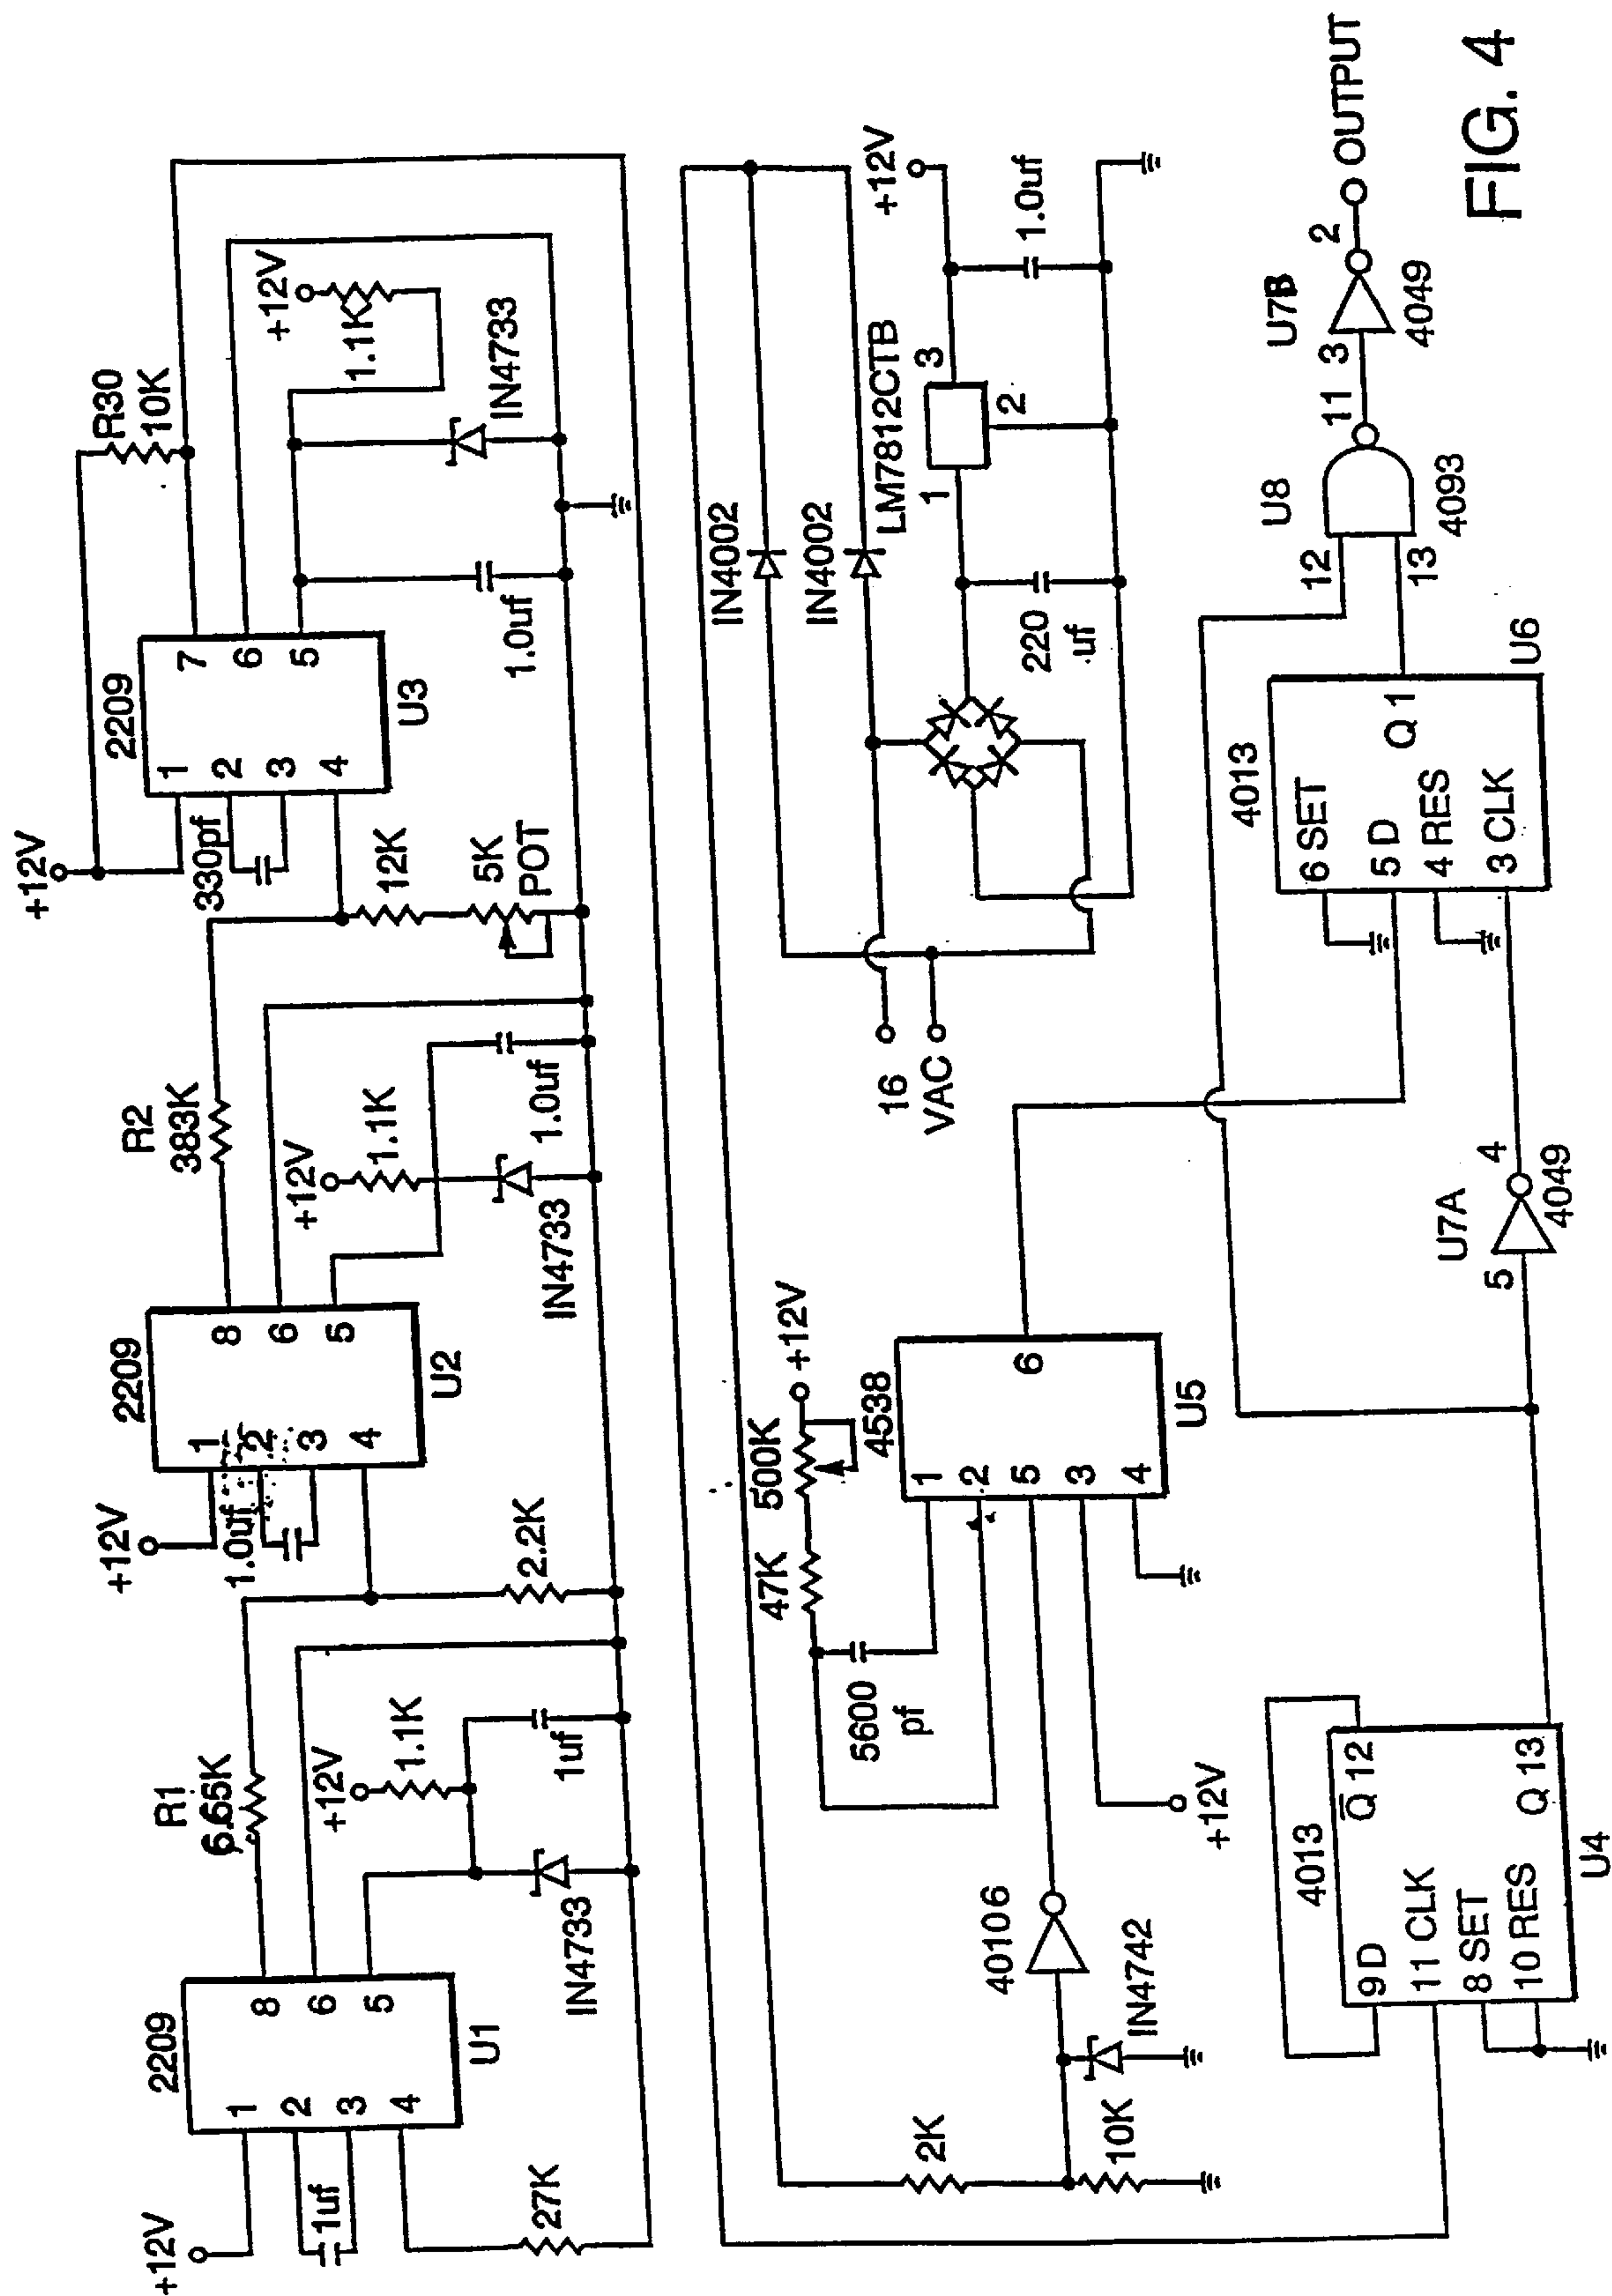 +12V
2209
1
2
3
4
1uf
27K
8
6
5
U1
R1
6.65K
+12V
1.1K
IN4733
1uf
+12V
2209
1
2
3
4
1.0uf
2.2K
8
6
5
U2
R2
383K
+12V
1.1K
IN4733
1.0uf
+12V
2209
1
2
3
4
330pf
12K
5K
POT
7
6
5
U3
R30
10K
+12V
1.1K
IN4733
1.0uf
2K
10K
IN4742
40106
+12V
5600
pf
47K
500K
+12V
4538
1
2
5
3
4
6
U5
16
VAC
IN4002
IN4002
220
uf
LM7812CTB
1
3
2
+12V
1.0uf
4013
9 D
11 CLK
8 SET
10 RES
Q 12
Q 13
U4
U7A
5
4
4049
4013
6 SET
5 D
4 RES
3 CLK
Q 1
U6
U8
12
13
11
4093
U7B
3
2
4049
OUTPUT
FIG. 4